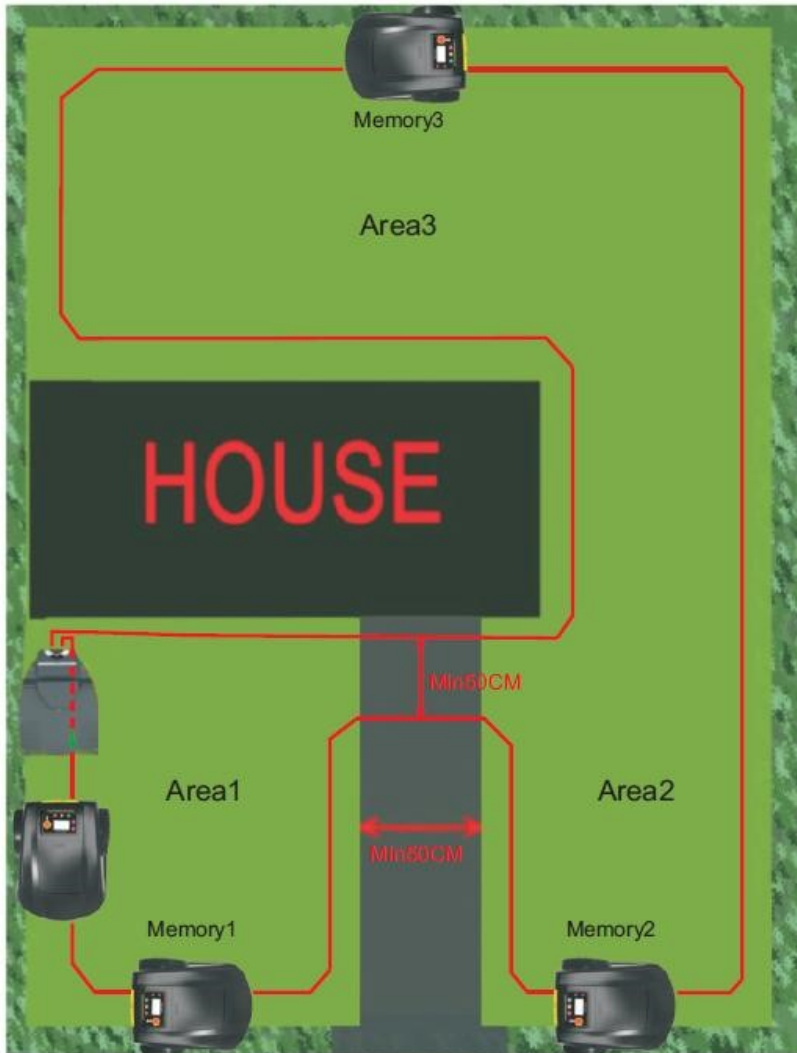 Memory3
Area3
HOUSE
Min50CM
Area1
Area2
Min50CM
Memory1
Memory2